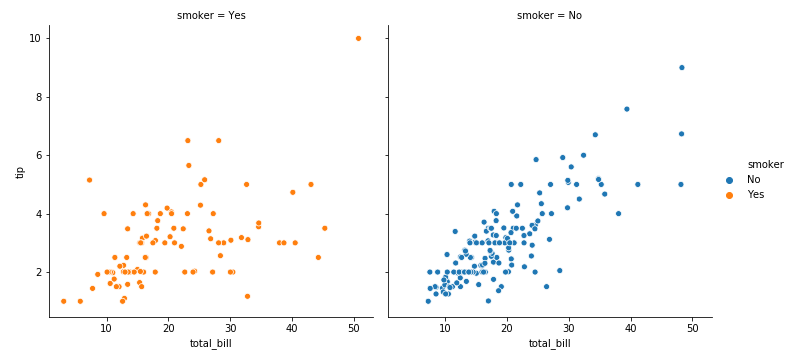 smoker = Yes
smoker = No
10
8
6
4
2
tip
10
20
30
40
50
total_bill
10
20
30
40
50
total_bill
smoker
No
Yes